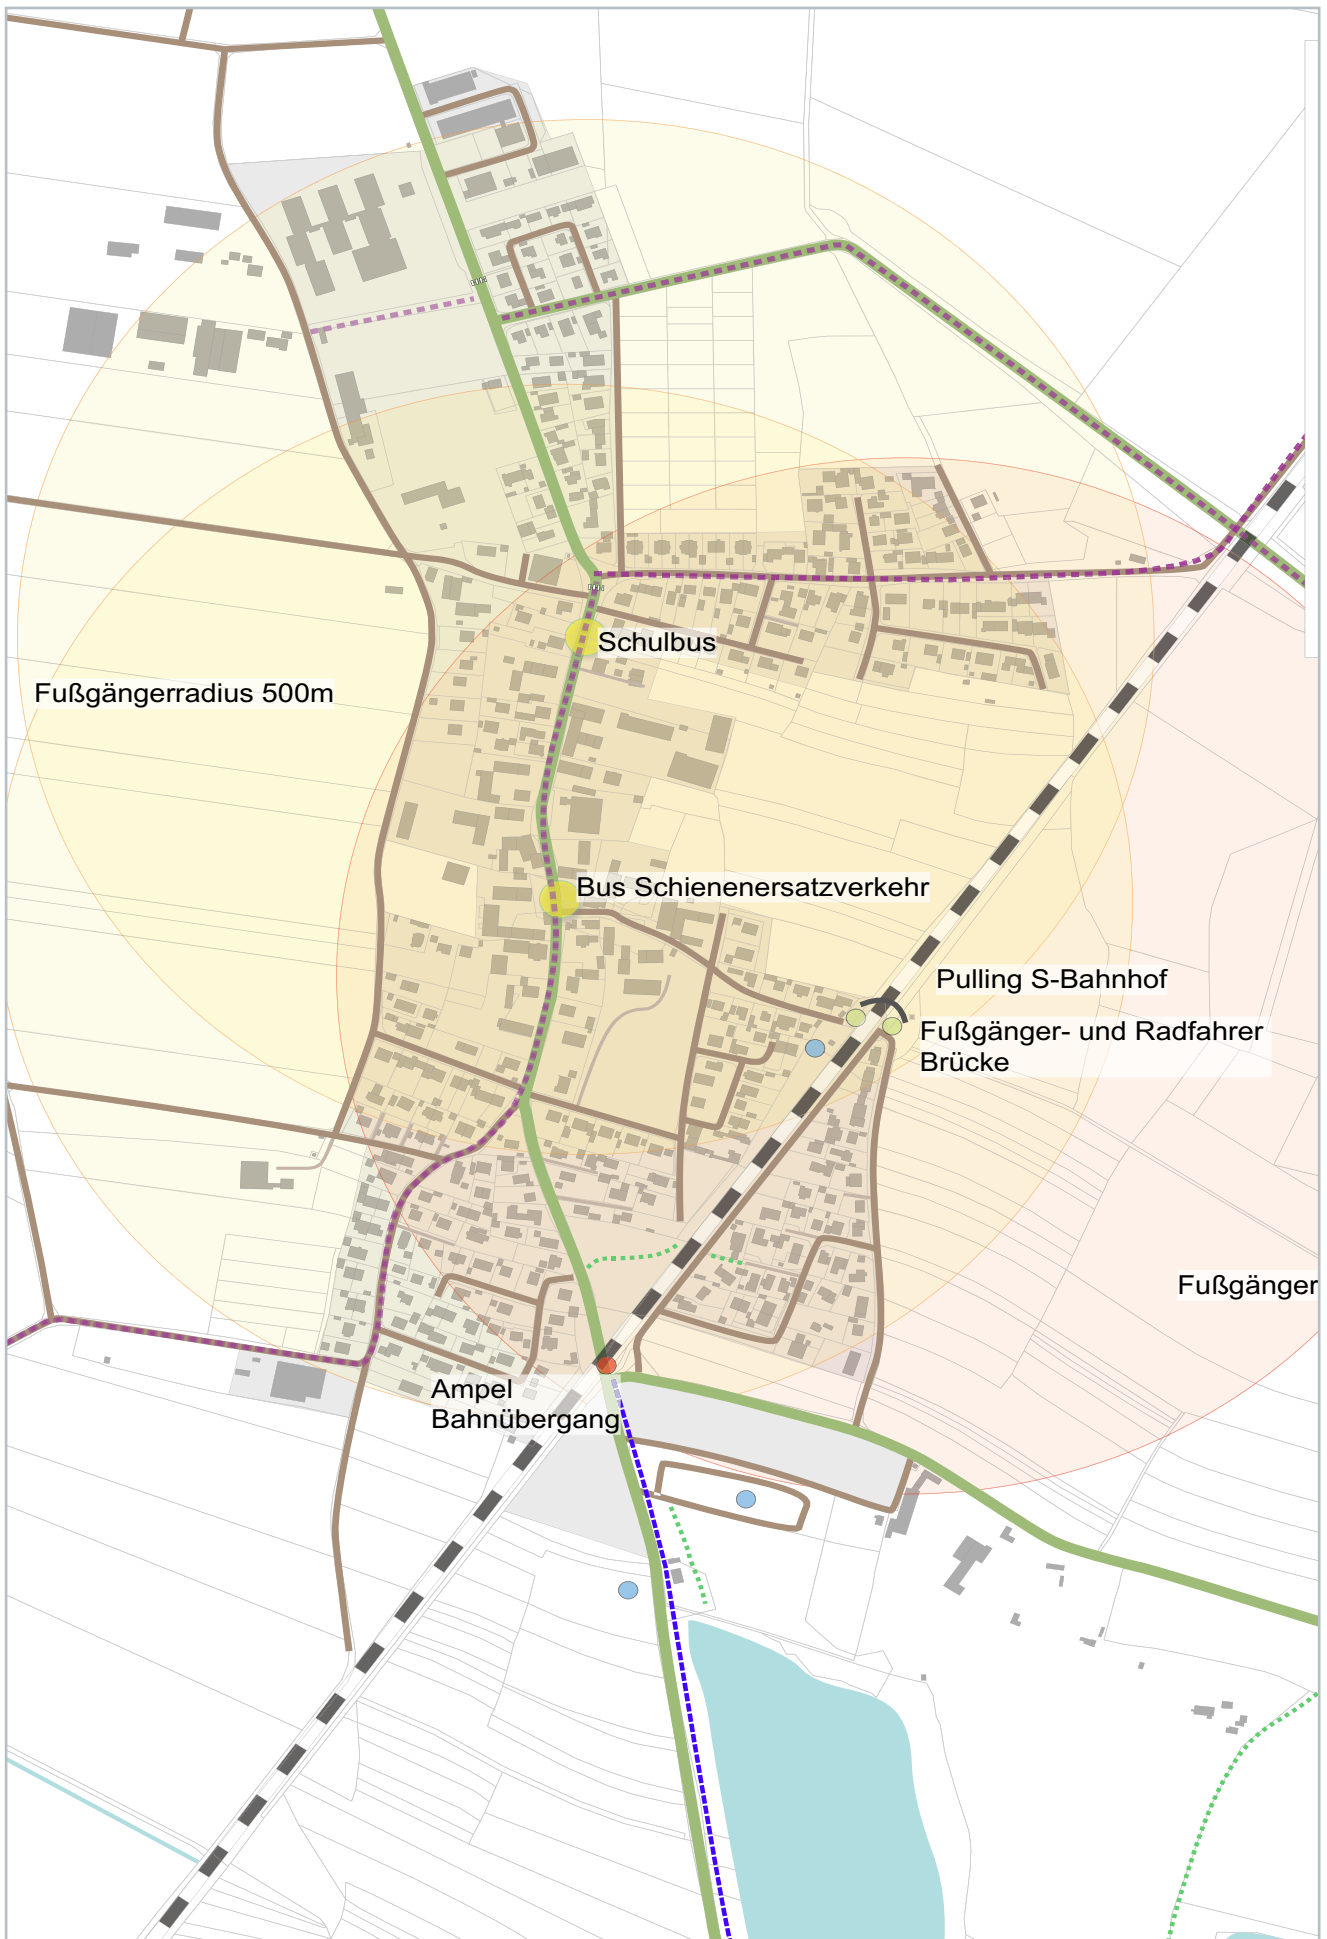 Schulbus
Fußgängerradius 500m
Bus Schienenersatzverkehr
Pulling S-Bahnhof
Fußgänger- und Radfahrer
Brücke
Fußgänger
Ampel
Bahnübergang